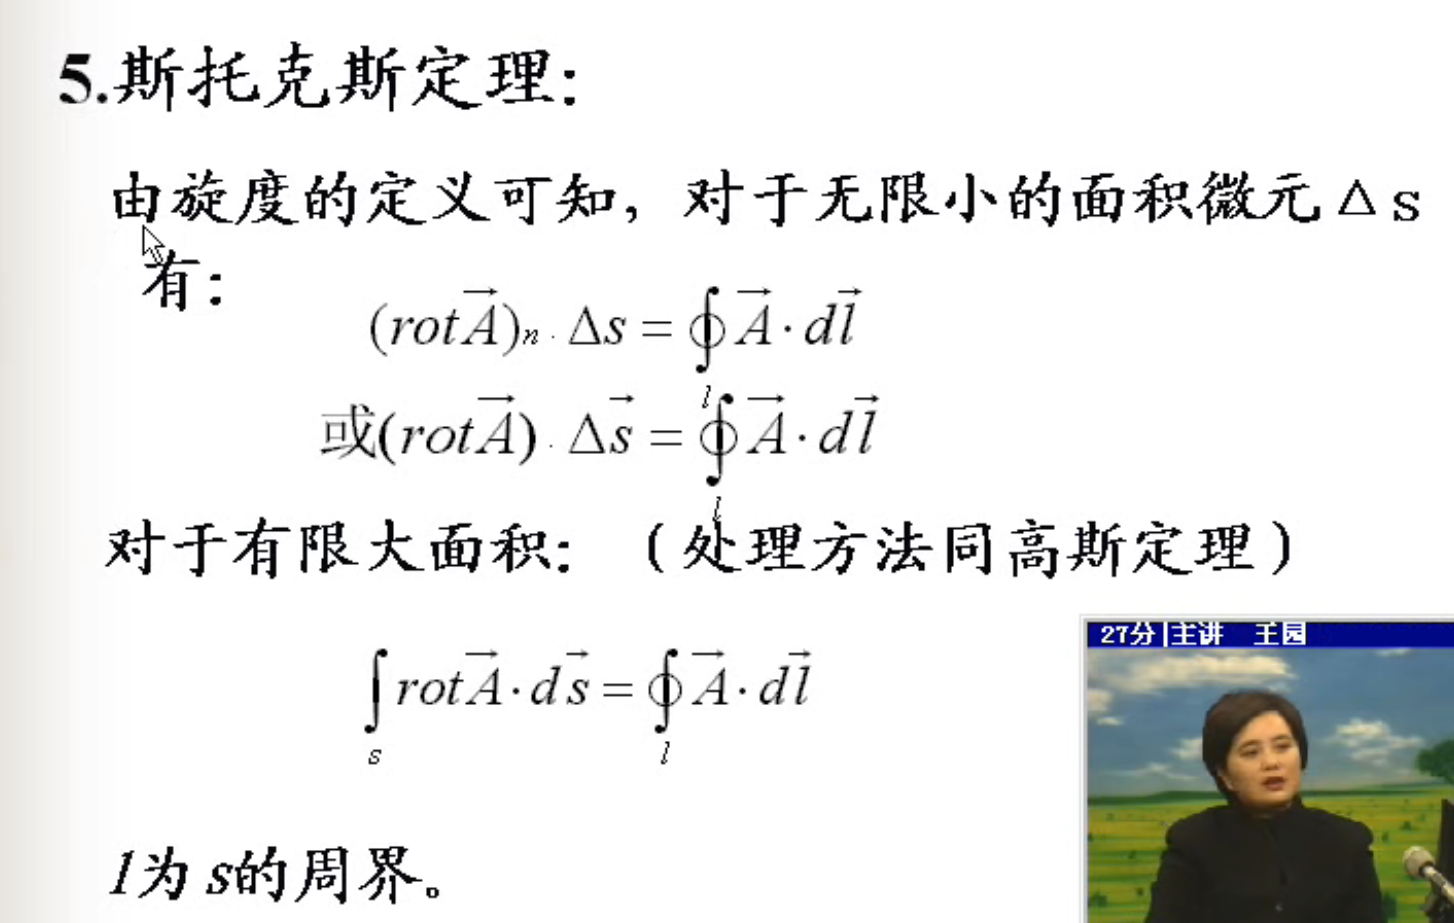 5.斯托克斯定理:
由旋度的定义可知, 对于无限小的面积微元Δs
有:
$(rot\vec{A})_n \cdot \Delta s = \oint_l \vec{A} \cdot d\vec{l}$
或$(rot\vec{A}) \cdot \Delta \vec{s} = \oint_l \vec{A} \cdot d\vec{l}$
对于有限大面积: (处理方法同高斯定理)
$\int_s rot\vec{A} \cdot d\vec{s} = \oint_l \vec{A} \cdot d\vec{l}$
27分|主讲 王园
l为 s的周界。